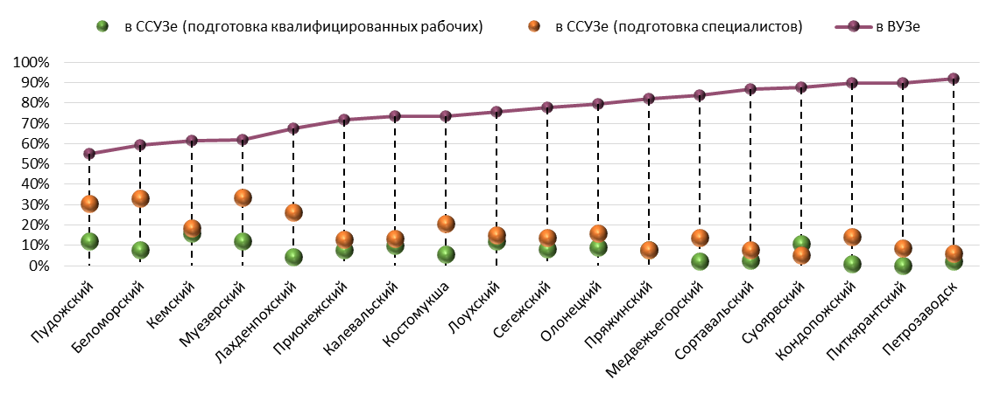 в ССУЗе (подготовка квалифицированных рабочих)
в ССУЗе (подготовка специалистов)
в ВУЗе
100%
90%
80%
70%
60%
50%
40%
30%
20%
10%
0%
Пудожский
Беломорский
Кемский
Муезерский
Лахденпохский
Прионежский
Калевальский
Костомукша
Лоухский
Сегежский
Олонецкий
Пряжинский
Медвежьегорский
Сортавальский
Суоярвский
Кондопожский
Питкярантский
Петрозаводск